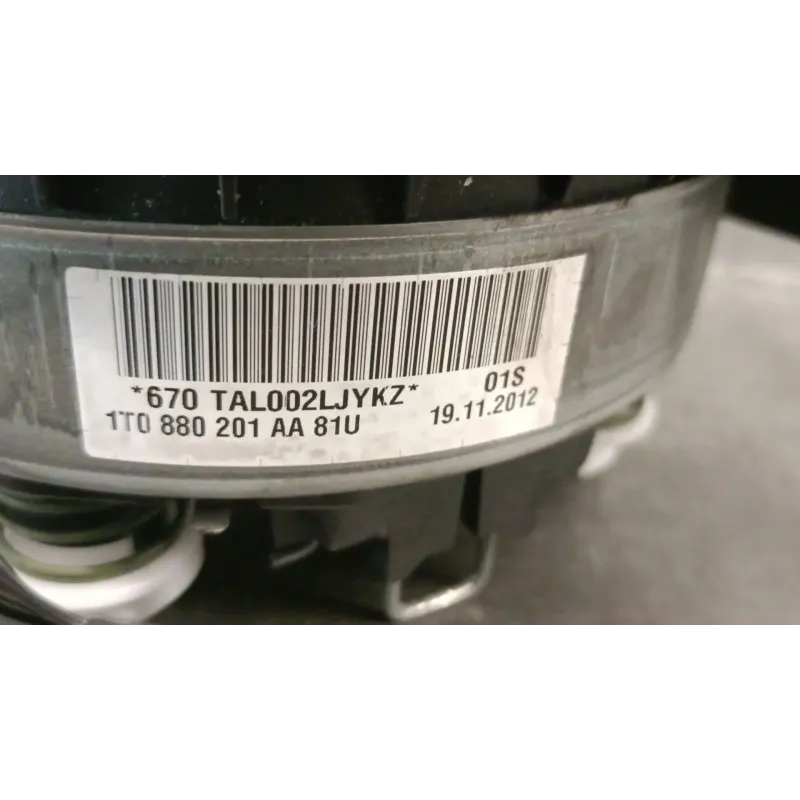 *670 TAL002LJYKZ* 01S
1T0 880 201 AA 81U 19.11.2012